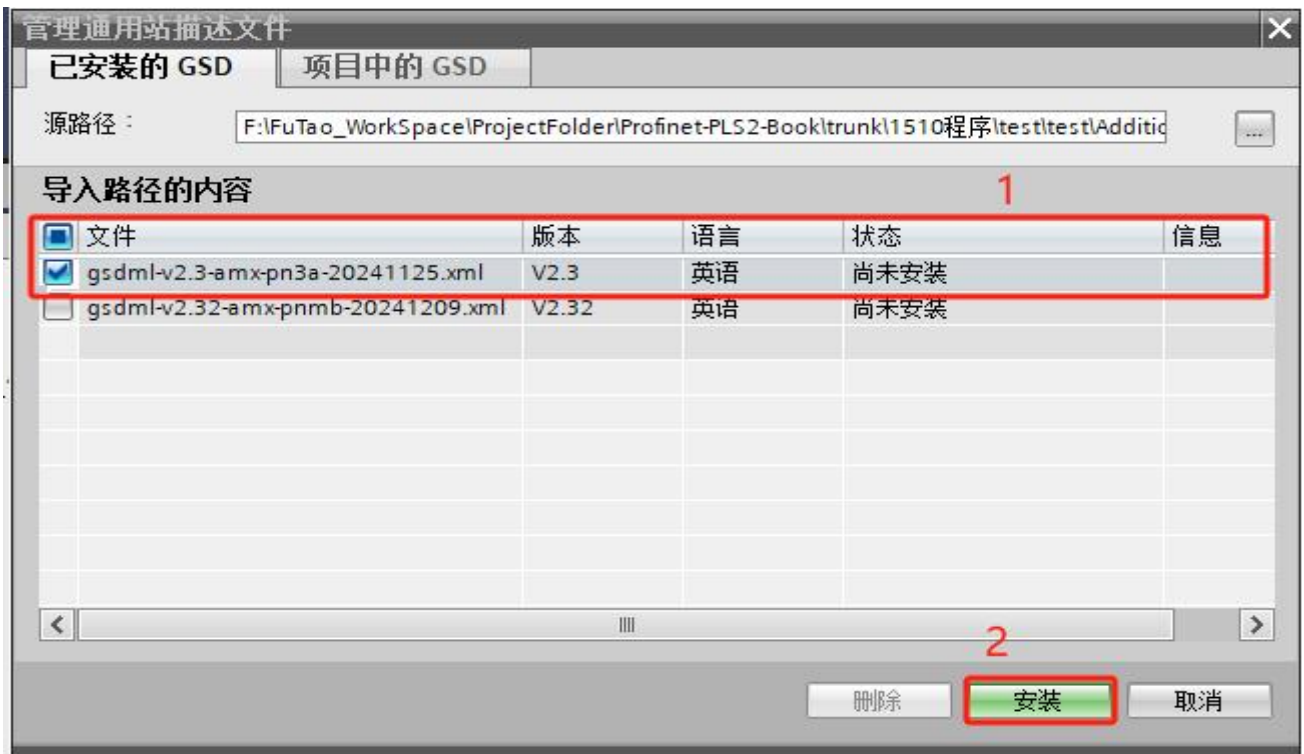 管理通用站描述文件
已安装的 GSD 项目中的 GSD
源路径： F:\FuTao_WorkSpace\ProjectFolder\Profinet-PLS2-Book\trunk\1510程序\test\test\Additic ...
导入路径的内容 1
文件 版本 语言 状态 信息
gsdml-v2.3-amx-pn3a-20241125.xml V2.3 英语 尚未安装
gsdml-v2.32-amx-pnmb-20241209.xml V2.32 英语 尚未安装
2
删除 安装 取消